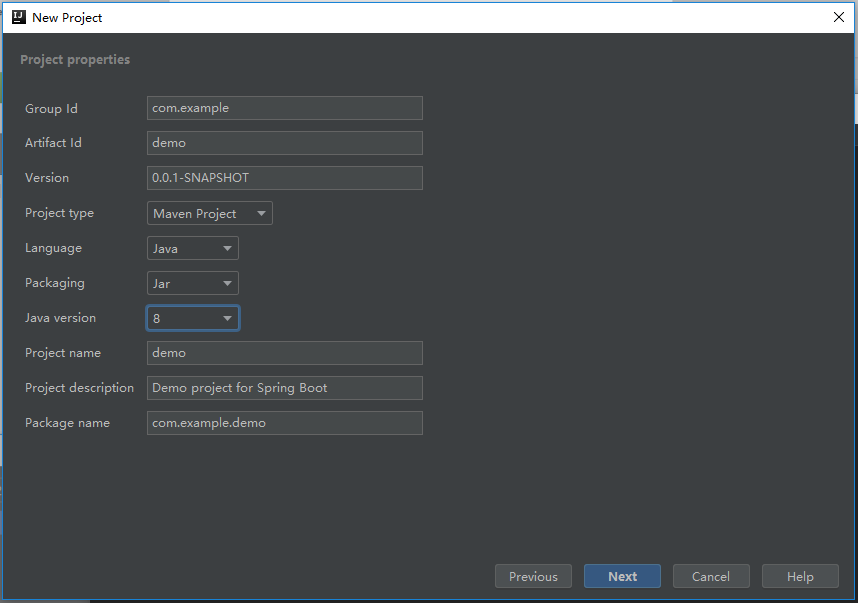 New Project
Project properties
Group Id com.example
Artifact Id demo
Version 0.0.1-SNAPSHOT
Project type Maven Project
Language Java
Packaging Jar
Java version 8
Project name demo
Project description Demo project for Spring Boot
Package name com.example.demo
Previous Next Cancel Help